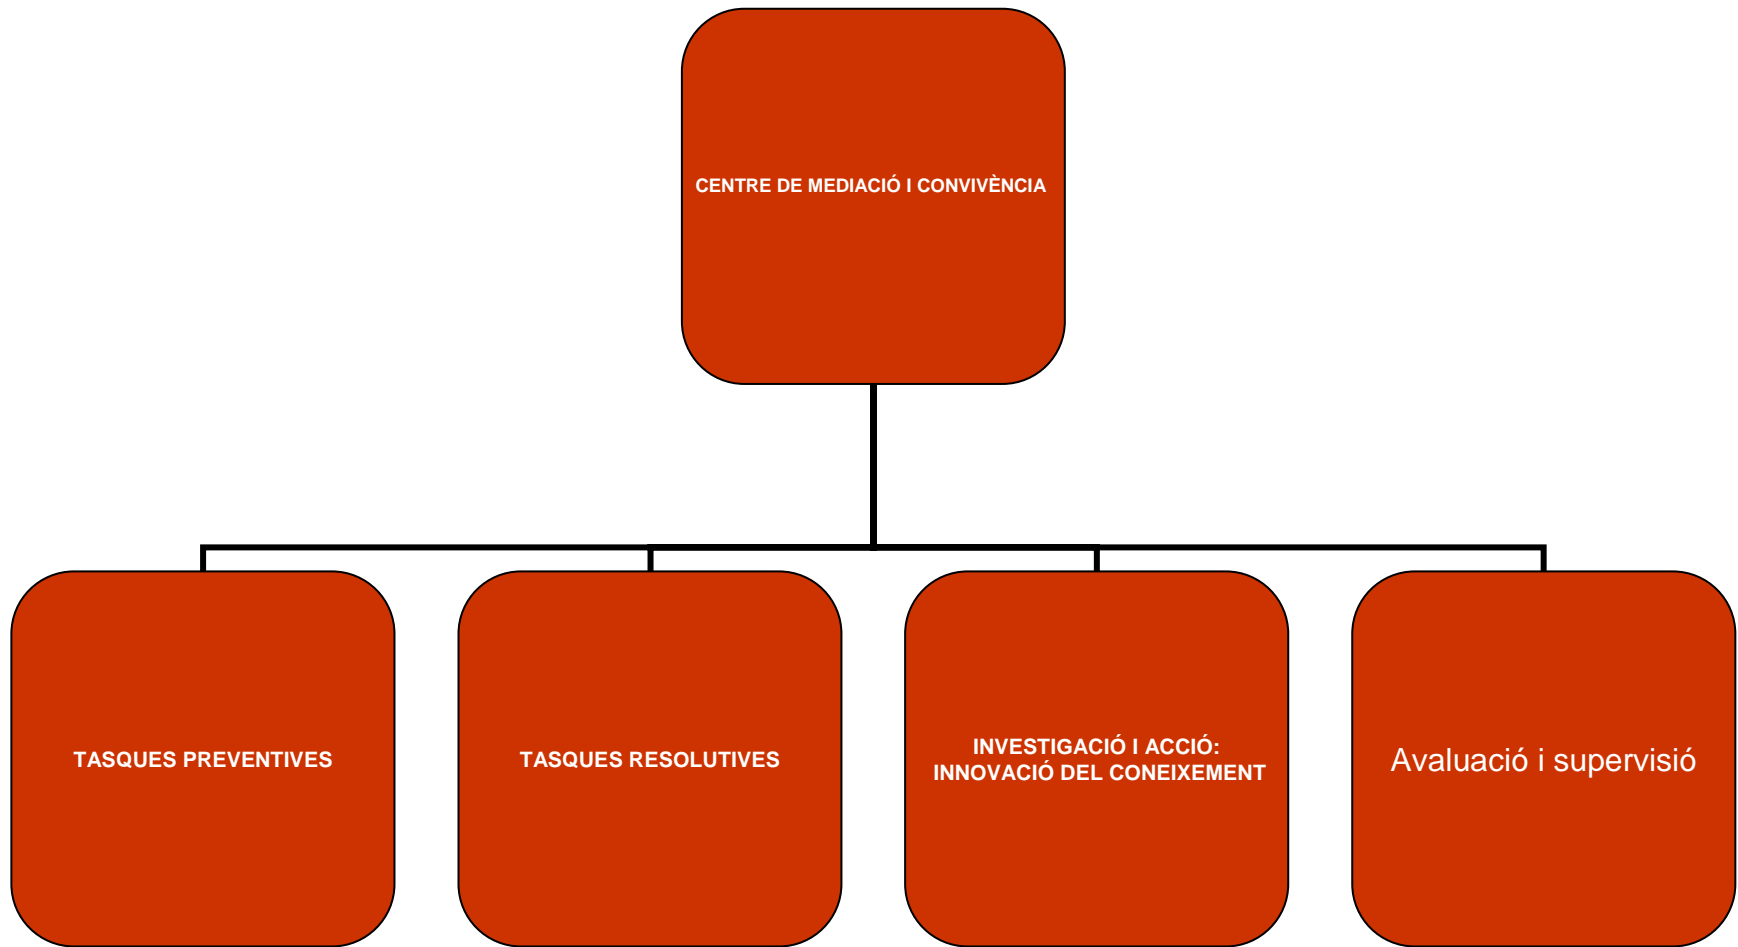 CENTRE DE MEDIACIÓ I CONVIVÈNCIA
TASQUES PREVENTIVES
TASQUES RESOLUTIVES
INVESTIGACIÓ I ACCIÓ:
INNOVACIÓ DEL CONEIXEMENT
Avaluació i supervisió